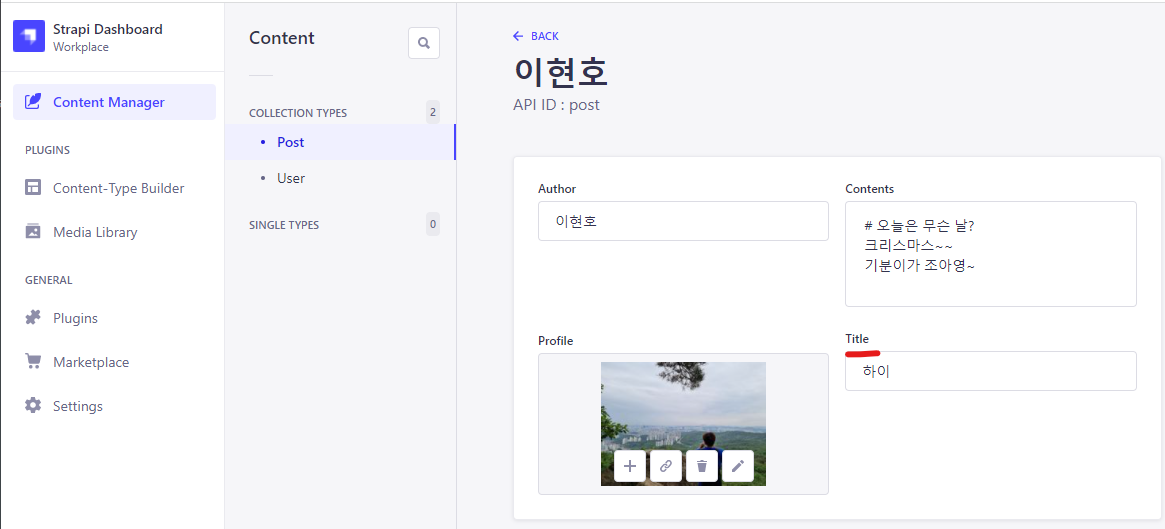 Strapi Dashboard
Workplace
Content Manager
PLUGINS
Content-Type Builder
Media Library
GENERAL
Plugins
Marketplace
Settings
Content
COLLECTION TYPES 2
Post
User
SINGLE TYPES 0
BACK
이현호
API ID : post
Author
이현호
Contents
# 오늘은 무슨 날?
크리스마스~~
기분이가 조아영~
Profile
Title
하이